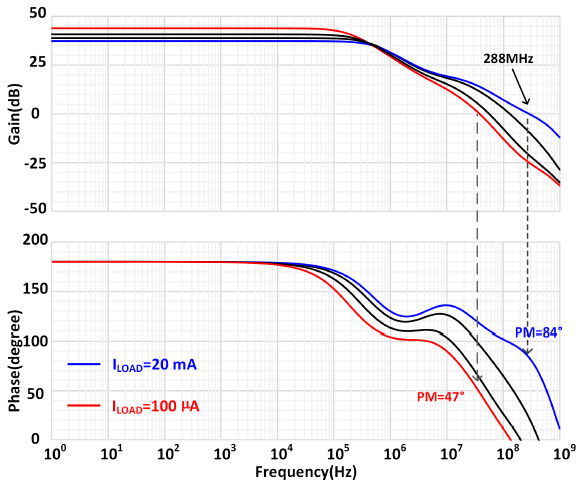 50
25
0
-25
-50
Gain(dB)
288MHz
200
150
100
50
0
Phase(degrree)
PM=84°
PM=47°
I_LOAD=20 mA
I_LOAD=100 µA
10^0 10^1 10^2 10^3 10^4 10^5 10^6 10^7 10^8 10^9
Frequency(Hz)